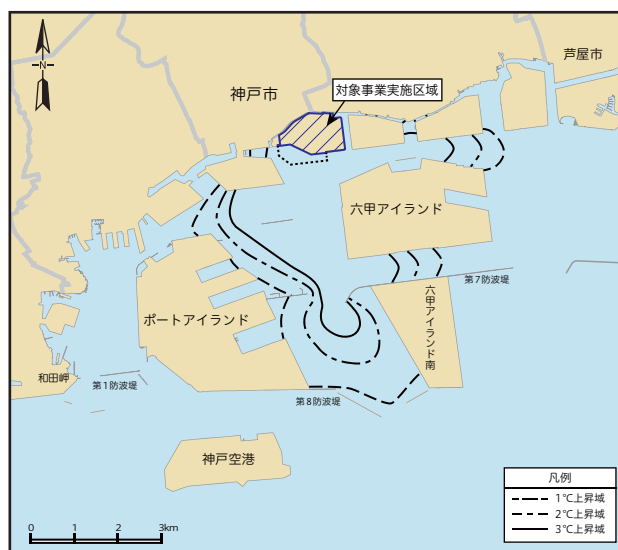 N
芦屋市
神戸市
対象事業実施区域
六甲アイランド
第7防波堤
六甲アイランド南
ポートアイランド
和田岬
第1防波堤
第8防波堤
神戸空港
凡例
1℃上昇域
2℃上昇域
3℃上昇域
0 1 2 3km